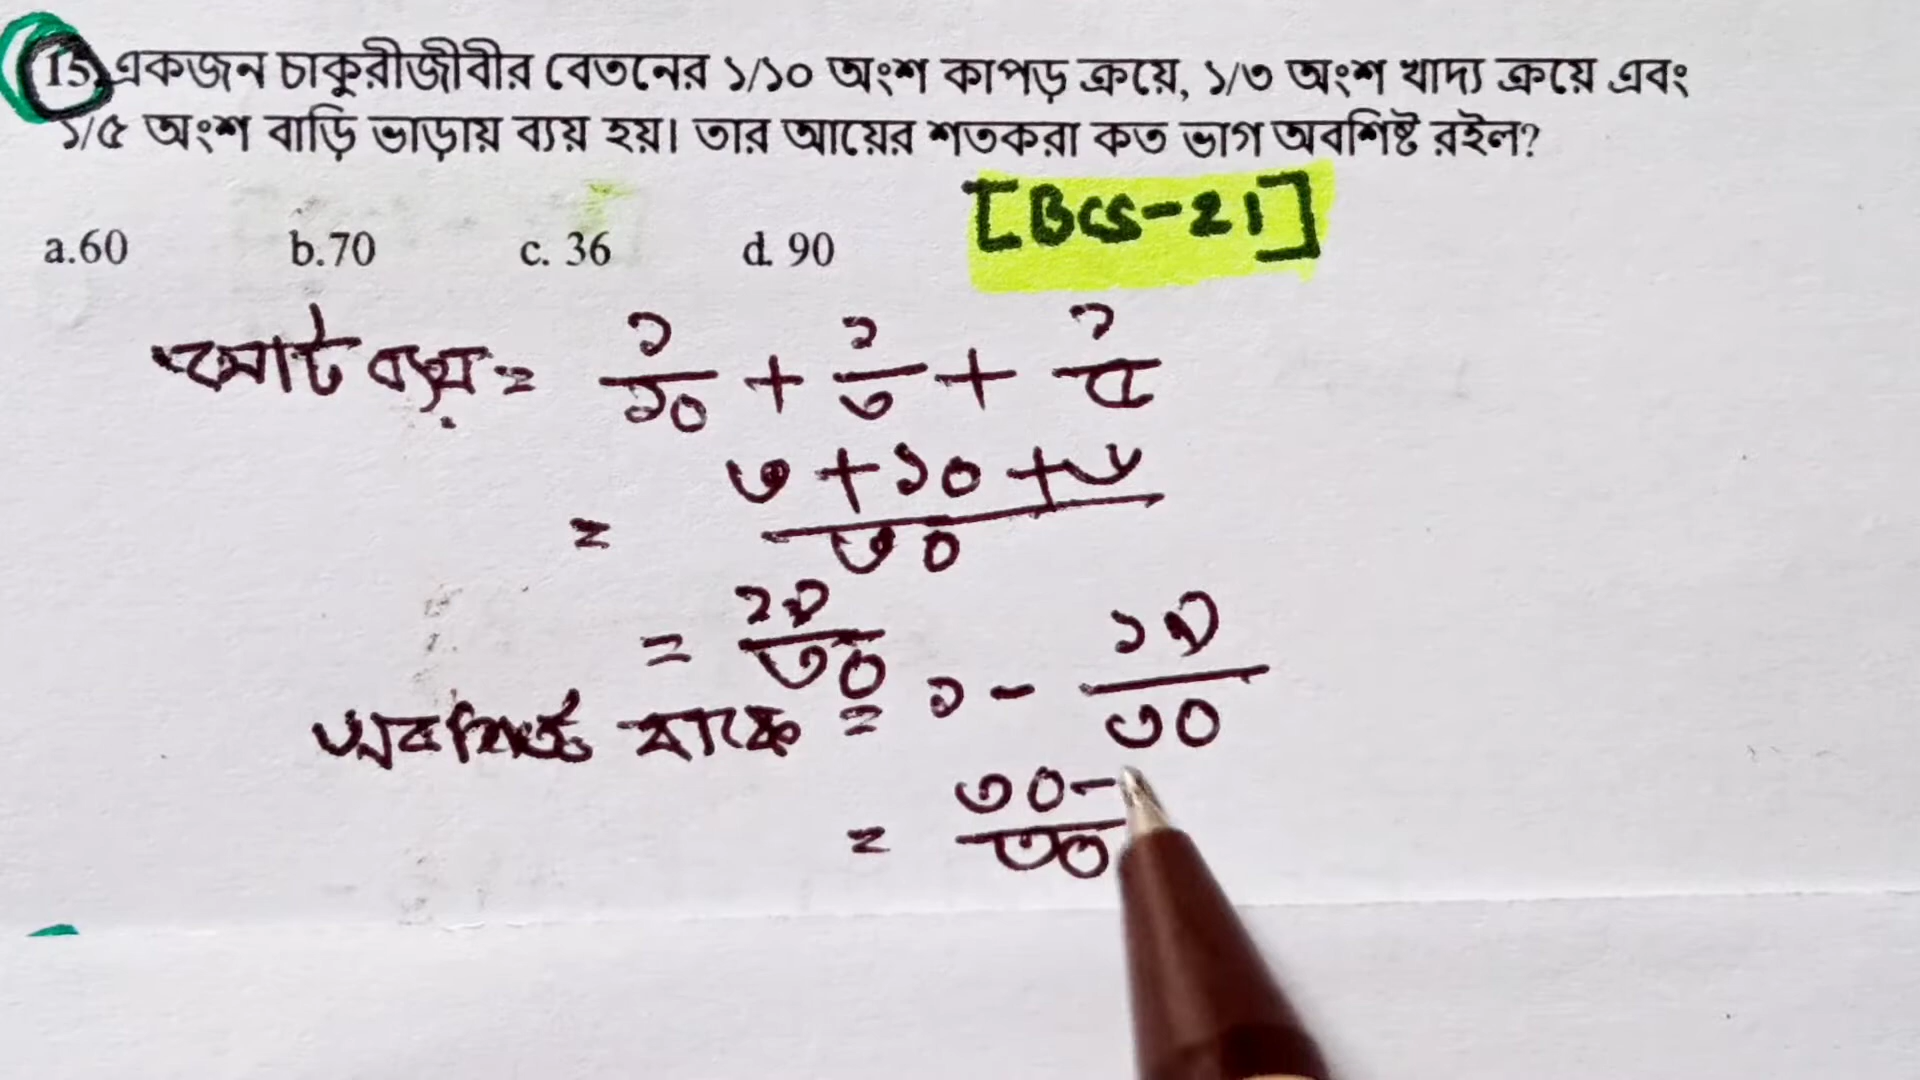 15. একজন চাকুরীজীবীর বেতনের ১/১০ অংশ কাপড় ক্রয়ে, ১/৩ অংশ খাদ্য ক্রয়ে এবং
১/৫ অংশ বাড়ি ভাড়ায় ব্যয় হয়। তার আয়ের শতকরা কত ভাগ অবশিষ্ট রইল?
[BCS-21]
a.60 b.70 c. 36 d. 90
মোট ব্যয় = ১/১০ + ১/৩ + ১/৫
= ৩+১০+৬/৩০
= ১৯/৩০
অবশিষ্ট থাকে = ১ - ১৯/৩০
= ৩০-/৩০